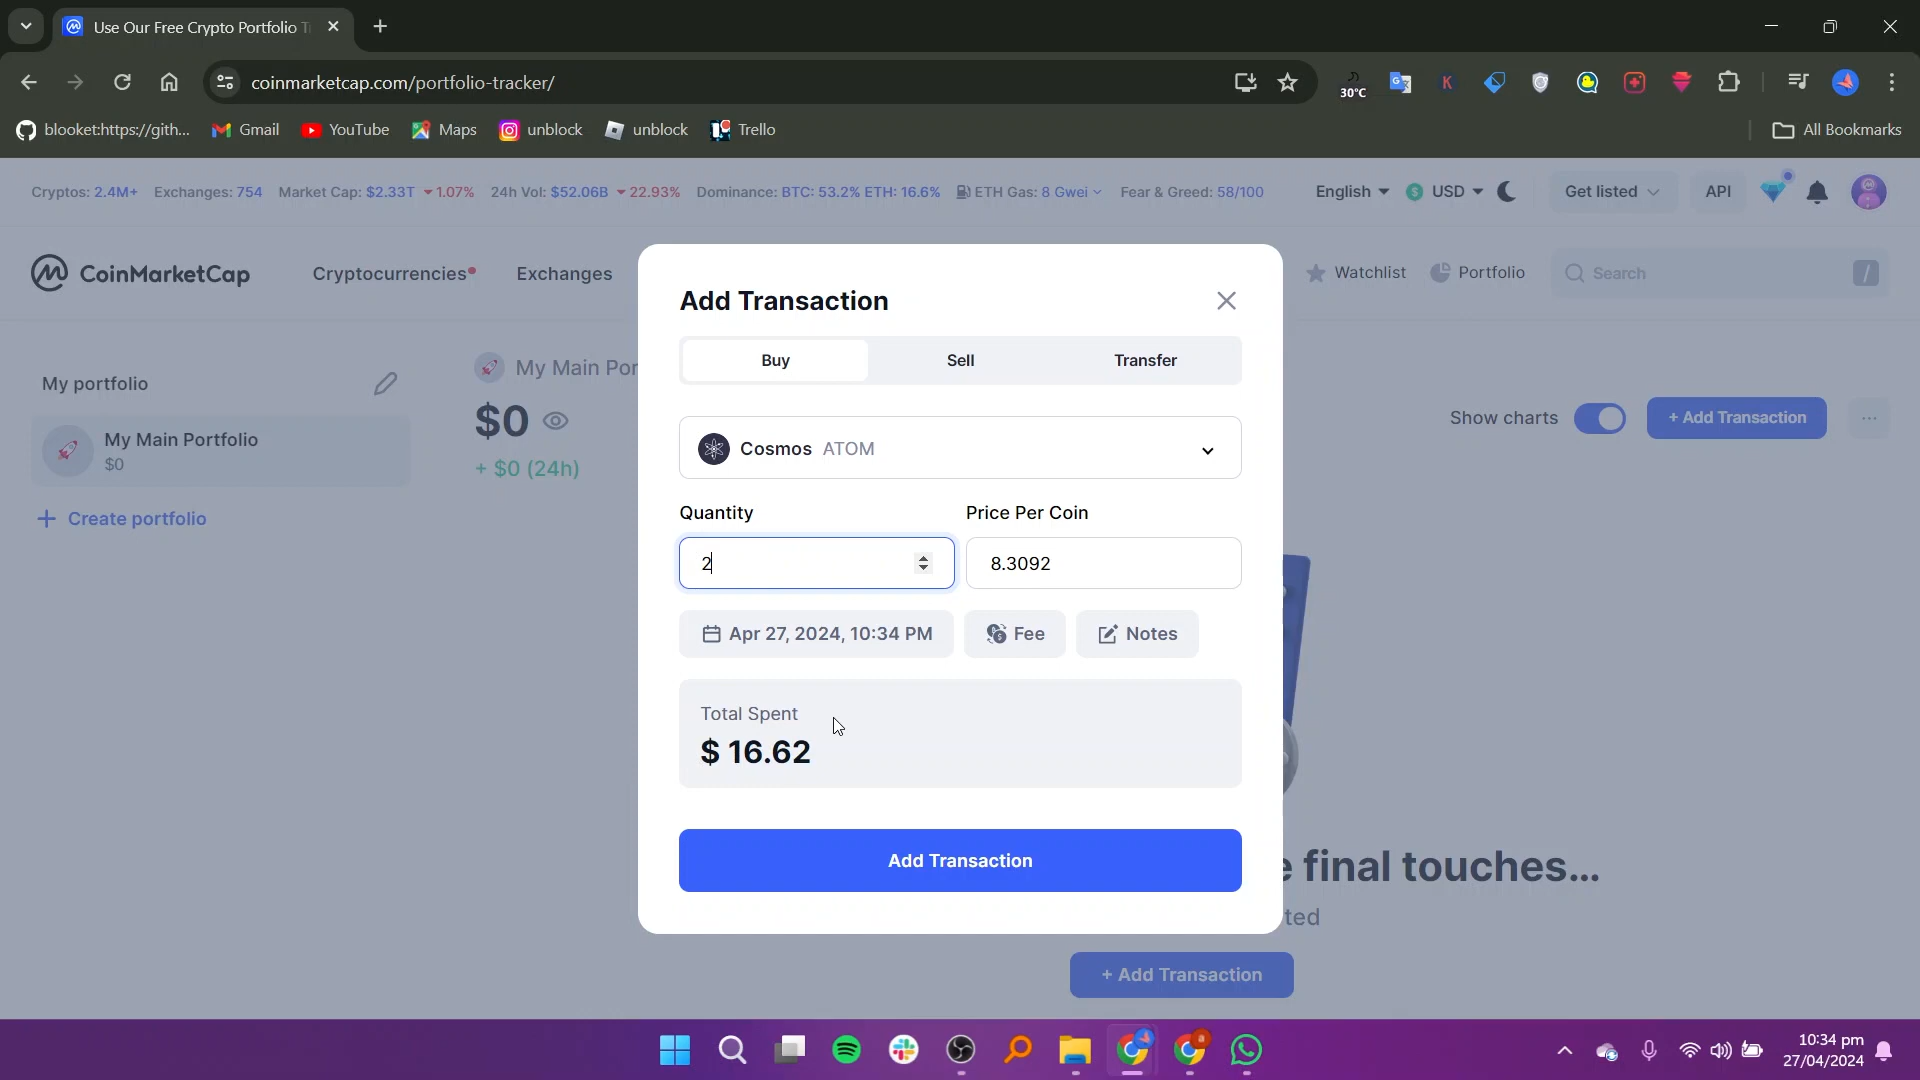 Use Our Free Crypto Portfolio T
coinmarketcap.com/portfolio-tracker/
30°C
K
blooket:https://gith...
Gmail
YouTube
Maps
unblock
unblock
Trello
All Bookmarks
Cryptos: 2.4M+ Exchanges: 754 Market Cap: $2.33T 1.07% 24h Vol: $52.06B 22.93% Dominance: BTC: 53.2% ETH: 16.6% ETH Gas: 8 Gwei Fear & Greed: 58/100
English
USD
Get listed
API
CoinMarketCap
Cryptocurrencies
Exchanges
Watchlist
Portfolio
Search
/
My portfolio
My Main Portfolio
$0
+ Create portfolio
My Main Por
$0
+ $0 (24h)
Show charts
+ Add Transaction
...
Add Transaction
Buy
Sell
Transfer
Cosmos ATOM
Quantity
Price Per Coin
2
8.3092
Apr 27, 2024, 10:34 PM
Fee
Notes
Total Spent
$ 16.62
Add Transaction
e final touches...
ted
+ Add Transaction
10:34 pm
27/04/2024